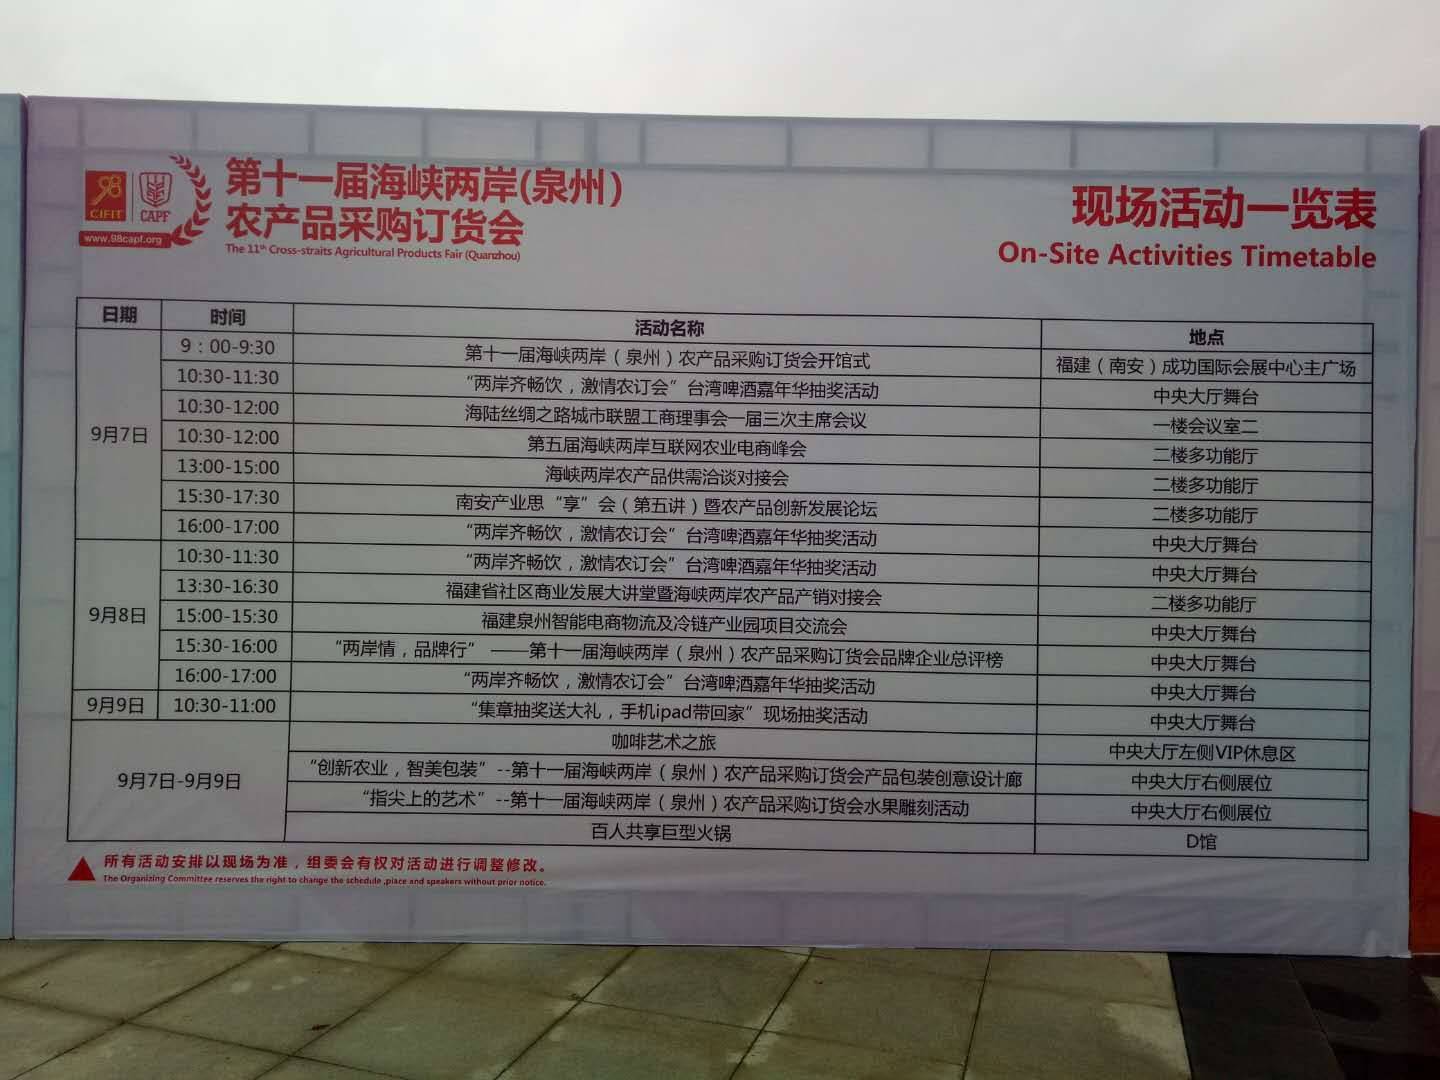 98
CIFIT
CAPF
www.98capf.org
第十一届海峡两岸(泉州)
农产品采购订货会
The 11th Cross-straits Agricultural Products Fair (Quanzhou)
现场活动一览表
On-Site Activities Timetable
日期 时间 活动名称 地点
9月7日
9：00-9:30 第十一届海峡两岸（泉州）农产品采购订货会开馆式 福建（南安）成功国际会展中心主广场
10:30-11:30 “两岸齐畅饮，激情农订会”台湾啤酒嘉年华抽奖活动 中央大厅舞台
10:30-12:00 海陆丝绸之路城市联盟工商理事会一届三次主席会议 一楼会议室二
10:30-12:00 第五届海峡两岸互联网农业电商峰会 二楼多功能厅
13:00-15:00 海峡两岸农产品供需洽谈对接会 二楼多功能厅
15:30-17:30 南安产业思“享”会（第五讲）暨农产品创新发展论坛 二楼多功能厅
16:00-17:00 “两岸齐畅饮，激情农订会”台湾啤酒嘉年华抽奖活动 中央大厅舞台
9月8日
10:30-11:30 “两岸齐畅饮，激情农订会”台湾啤酒嘉年华抽奖活动 中央大厅舞台
13:30-16:30 福建省社区商业发展大讲堂暨海峡两岸农产品产销对接会 二楼多功能厅
15:00-15:30 福建泉州智能电商物流及冷链产业园项目交流会 中央大厅舞台
15:30-16:00 “两岸情，品牌行” ——第十一届海峡两岸（泉州）农产品采购订货会品牌企业总评榜 中央大厅舞台
16:00-17:00 “两岸齐畅饮，激情农订会”台湾啤酒嘉年华抽奖活动 中央大厅舞台
9月9日 10:30-11:00 “集章抽奖送大礼，手机ipad带回家”现场抽奖活动 中央大厅舞台
9月7日-9月9日
咖啡艺术之旅 中央大厅左侧VIP休息区
“创新农业，智美包装”--第十一届海峡两岸（泉州）农产品采购订货会产品包装创意设计廊 中央大厅右侧展位
“指尖上的艺术”--第十一届海峡两岸（泉州）农产品采购订货会水果雕刻活动 中央大厅右侧展位
百人共享巨型火锅 D馆
所有活动安排以现场为准，组委会有权对活动进行调整修改。
The Organizing Committee reserves the right to change the schedule ,place and speakers without prior notice.